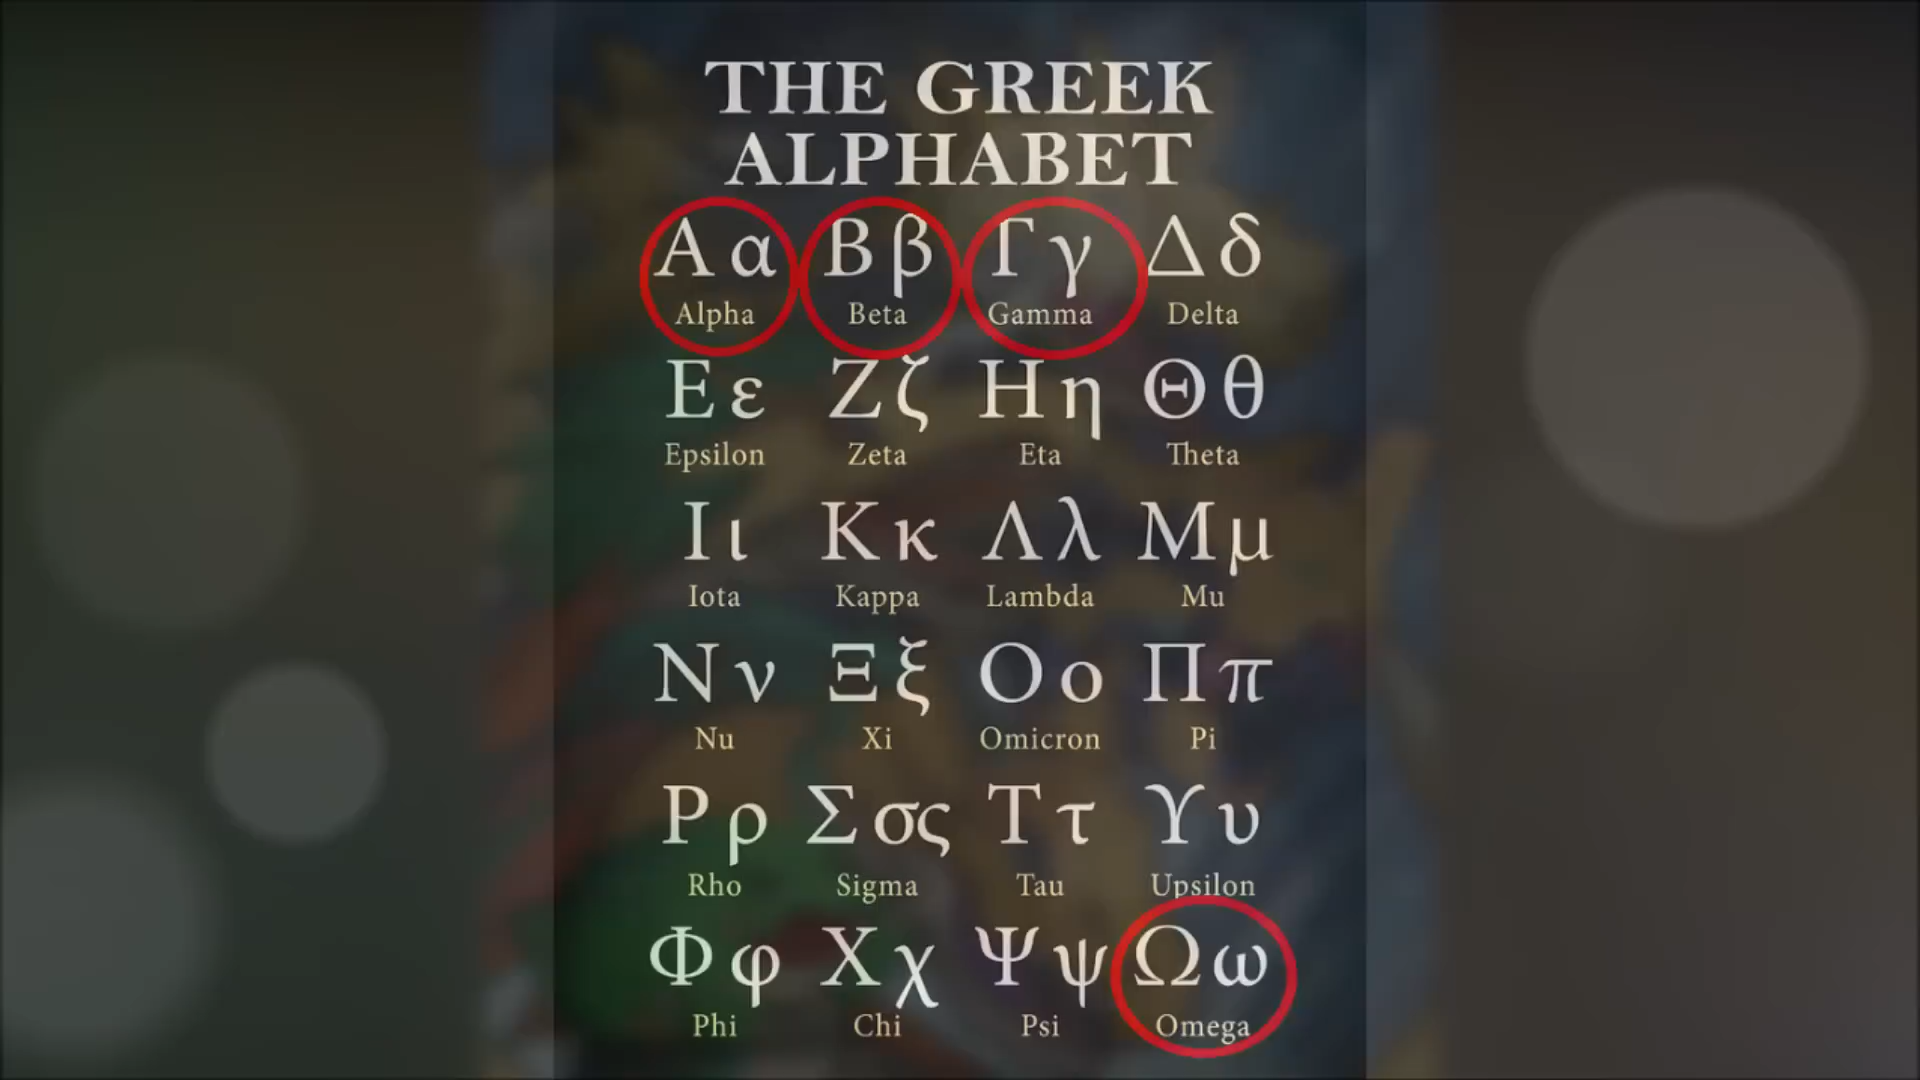 THE GREEK
ALPHABET
Α α Β β Γ γ Δ δ
Alpha Beta Gamma Delta
Ε ε Ζ ζ Η η Θ θ
Epsilon Zeta Eta Theta
Ι ι Κ κ Λ λ Μ μ
Iota Kappa Lambda Mu
Ν ν Ξ ξ Ο ο Π π
Nu Xi Omicron Pi
Ρ ρ Σ σς Τ τ Υ υ
Rho Sigma Tau Upsilon
Φ φ Χ χ Ψ ψ Ω ω
Phi Chi Psi Omega